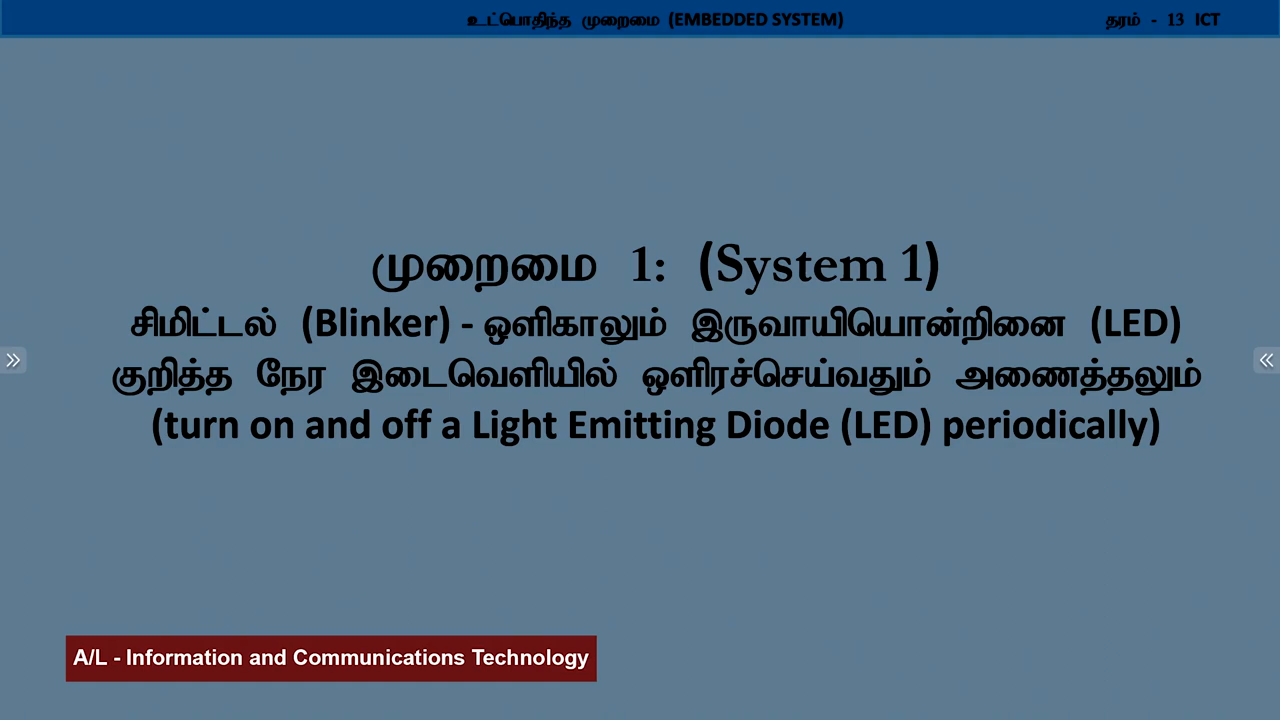 உட்பொதிந்த முறைமை (EMBEDDED SYSTEM)
தரம் - 13 ICT
முறைமை 1: (System 1)
சிமிட்டல் (Blinker) - ஒளிகாலும் இருவாயியொன்றினை (LED)
குறித்த நேர இடைவெளியில் ஒளிரச்செய்வதும் அணைத்தலும்
(turn on and off a Light Emitting Diode (LED) periodically)
A/L - Information and Communications Technology